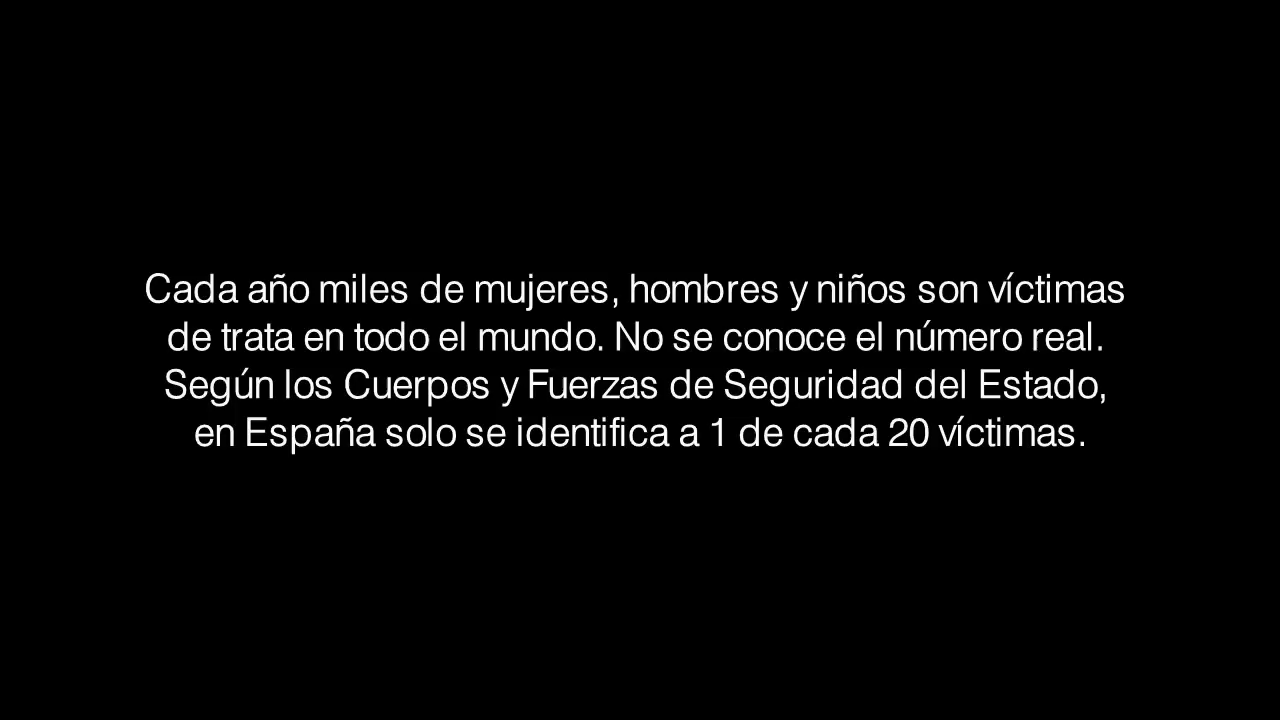 Cada año miles de mujeres, hombres y niños son víctimas
de trata en todo el mundo. No se conoce el número real.
Según los Cuerpos y Fuerzas de Seguridad del Estado,
en España solo se identifica a 1 de cada 20 víctimas.